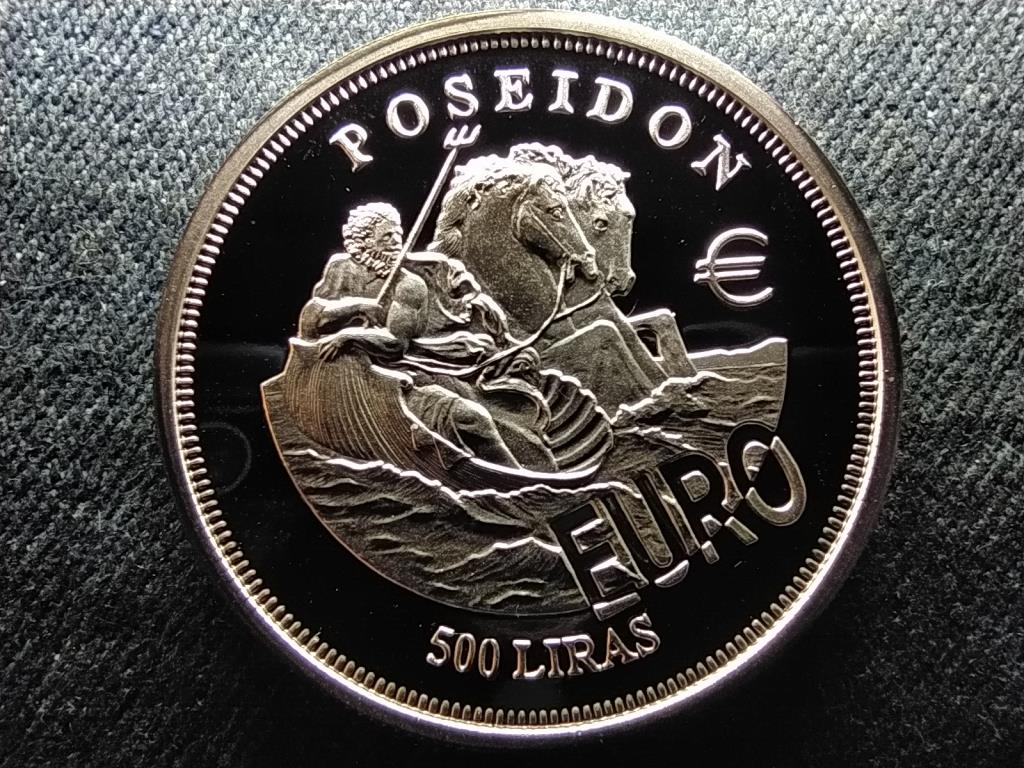 POSEIDON
€
EURO
500 LIRAS